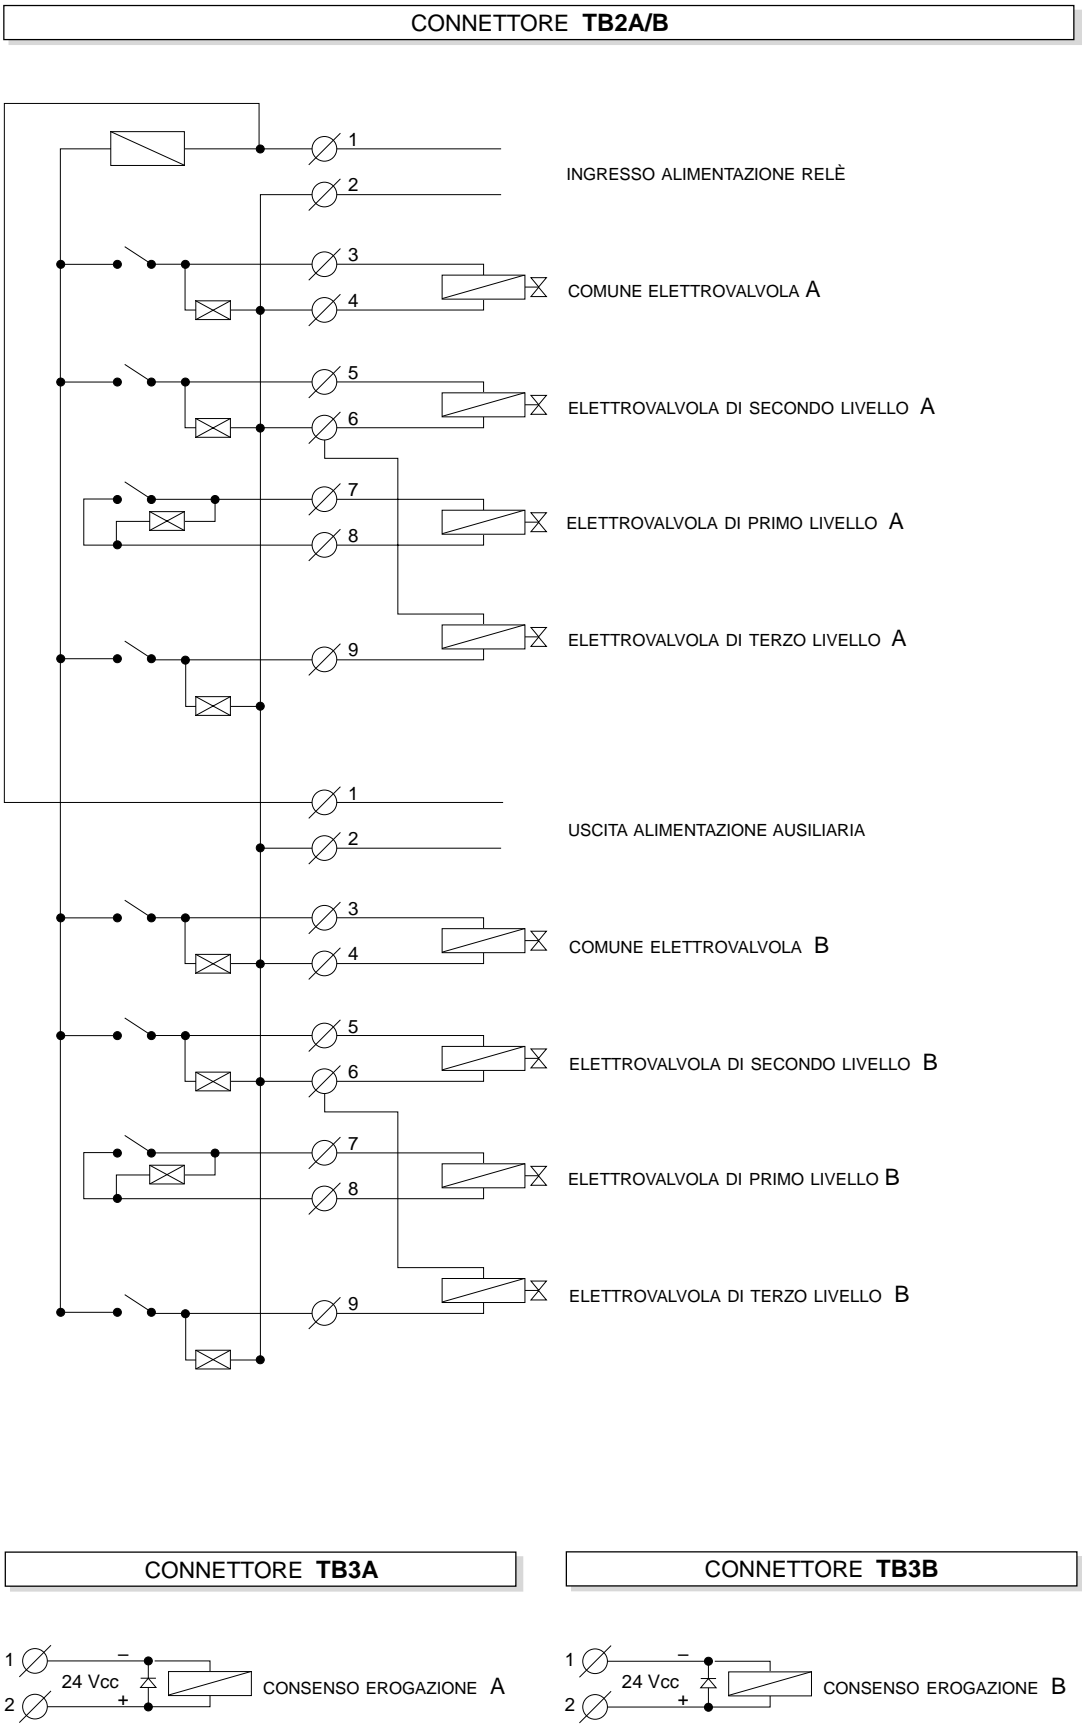 CONNETTORE TB2A/B
1
INGRESSO ALIMENTAZIONE RELÈ
2
3
COMUNE ELETTROVALVOLA A
4
5
ELETTROVALVOLA DI SECONDO LIVELLO A
6
7
ELETTROVALVOLA DI PRIMO LIVELLO A
8
ELETTROVALVOLA DI TERZO LIVELLO A
9
1
USCITA ALIMENTAZIONE AUSILIARIA
2
3
COMUNE ELETTROVALVOLA B
4
5
ELETTROVALVOLA DI SECONDO LIVELLO B
6
7
ELETTROVALVOLA DI PRIMO LIVELLO B
8
ELETTROVALVOLA DI TERZO LIVELLO B
9
CONNETTORE TB3A
1 –
24 Vcc CONSENSO EROGAZIONE A
2 +
CONNETTORE TB3B
1 –
24 Vcc CONSENSO EROGAZIONE B
2 +